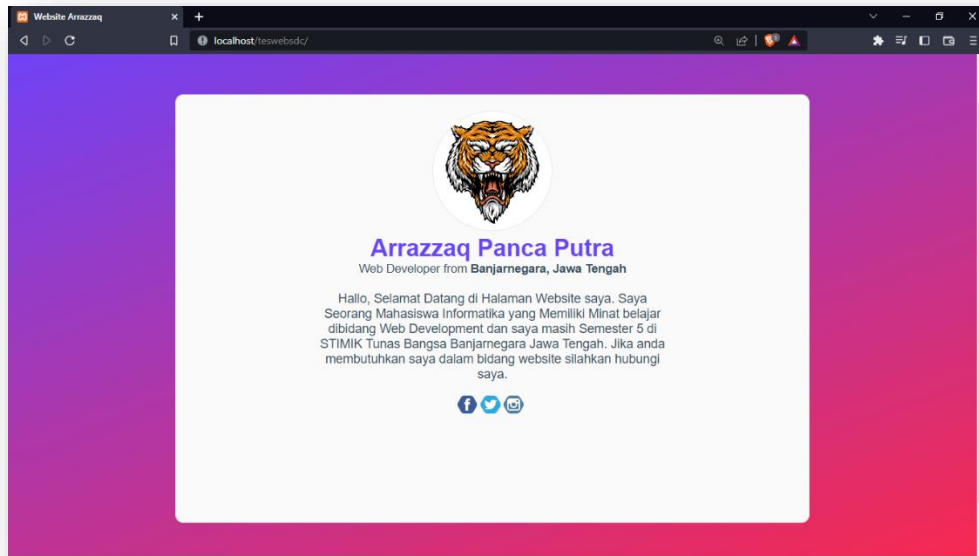 Website Arrazzaq
localhost/teswebsdc/
Arrazzaq Panca Putra
Web Developer from Banjarnegara, Jawa Tengah
Hallo, Selamat Datang di Halaman Website saya. Saya
Seorang Mahasiswa Informatika yang Memiliki Minat belajar
dibidang Web Development dan saya masih Semester 5 di
STIMIK Tunas Bangsa Banjarnegara Jawa Tengah. Jika anda
membutuhkan saya dalam bidang website silahkan hubungi
saya.